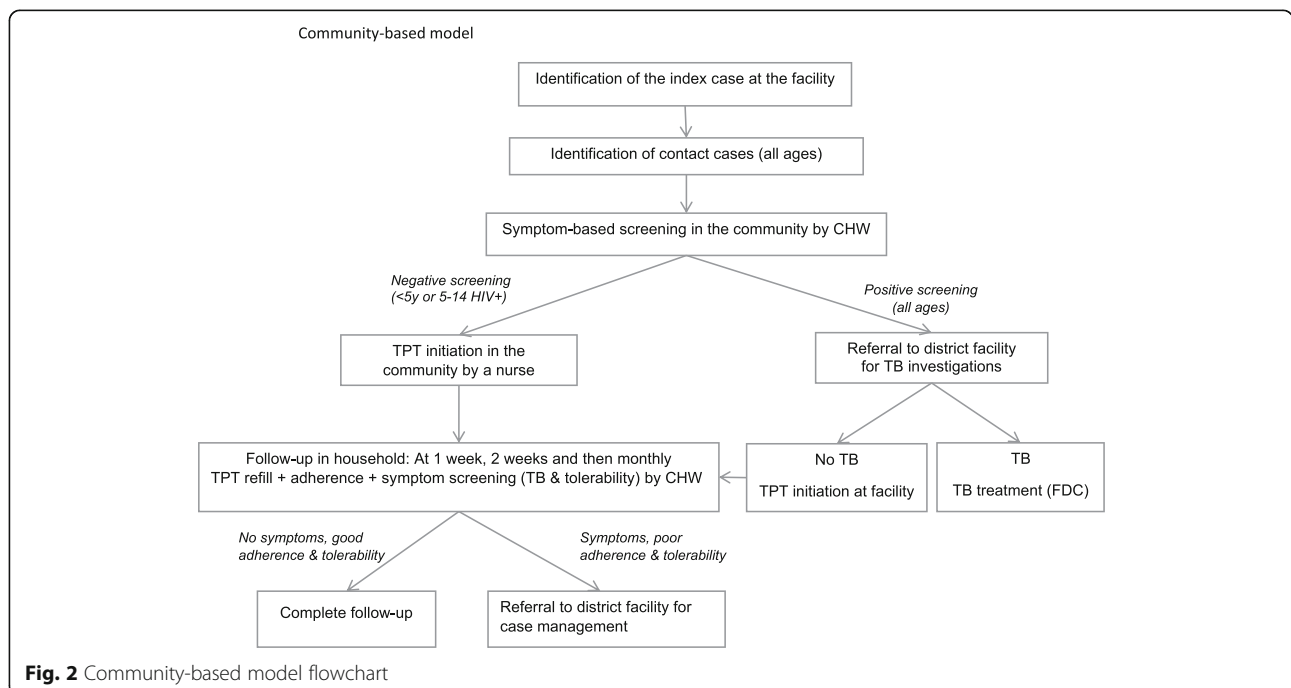 Community-based model
Identification of the index case at the facility
Identification of contact cases (all ages)
Symptom-based screening in the community by CHW
Negative screening
(<5y or 5-14 HIV+)
Positive screening
(all ages)
TPT initiation in the
community by a nurse
Referral to district facility
for TB investigations
Follow-up in household: At 1 week, 2 weeks and then monthly
TPT refill + adherence + symptom screening (TB & tolerability) by CHW
No TB
TPT initiation at facility
TB
TB treatment (FDC)
No symptoms, good
adherence & tolerability
Symptoms, poor
adherence & tolerability
Complete follow-up
Referral to district facility for
case management
Fig. 2 Community-based model flowchart